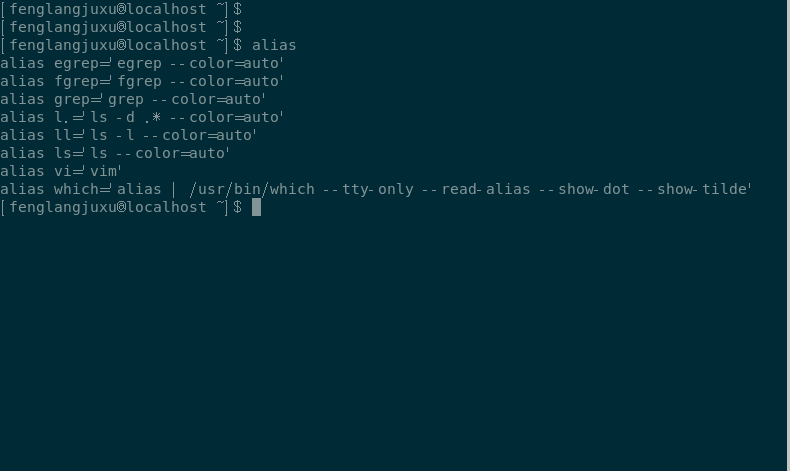 [fenglangjuxu@localhost ~]$
[fenglangjuxu@localhost ~]$
[fenglangjuxu@localhost ~]$ alias
alias egrep='egrep --color=auto'
alias fgrep='fgrep --color=auto'
alias grep='grep --color=auto'
alias l.='ls -d .* --color=auto'
alias ll='ls -l --color=auto'
alias ls='ls --color=auto'
alias vi='vim'
alias which='alias | /usr/bin/which --tty-only --read-alias --show-dot --show-tilde'
[fenglangjuxu@localhost ~]$